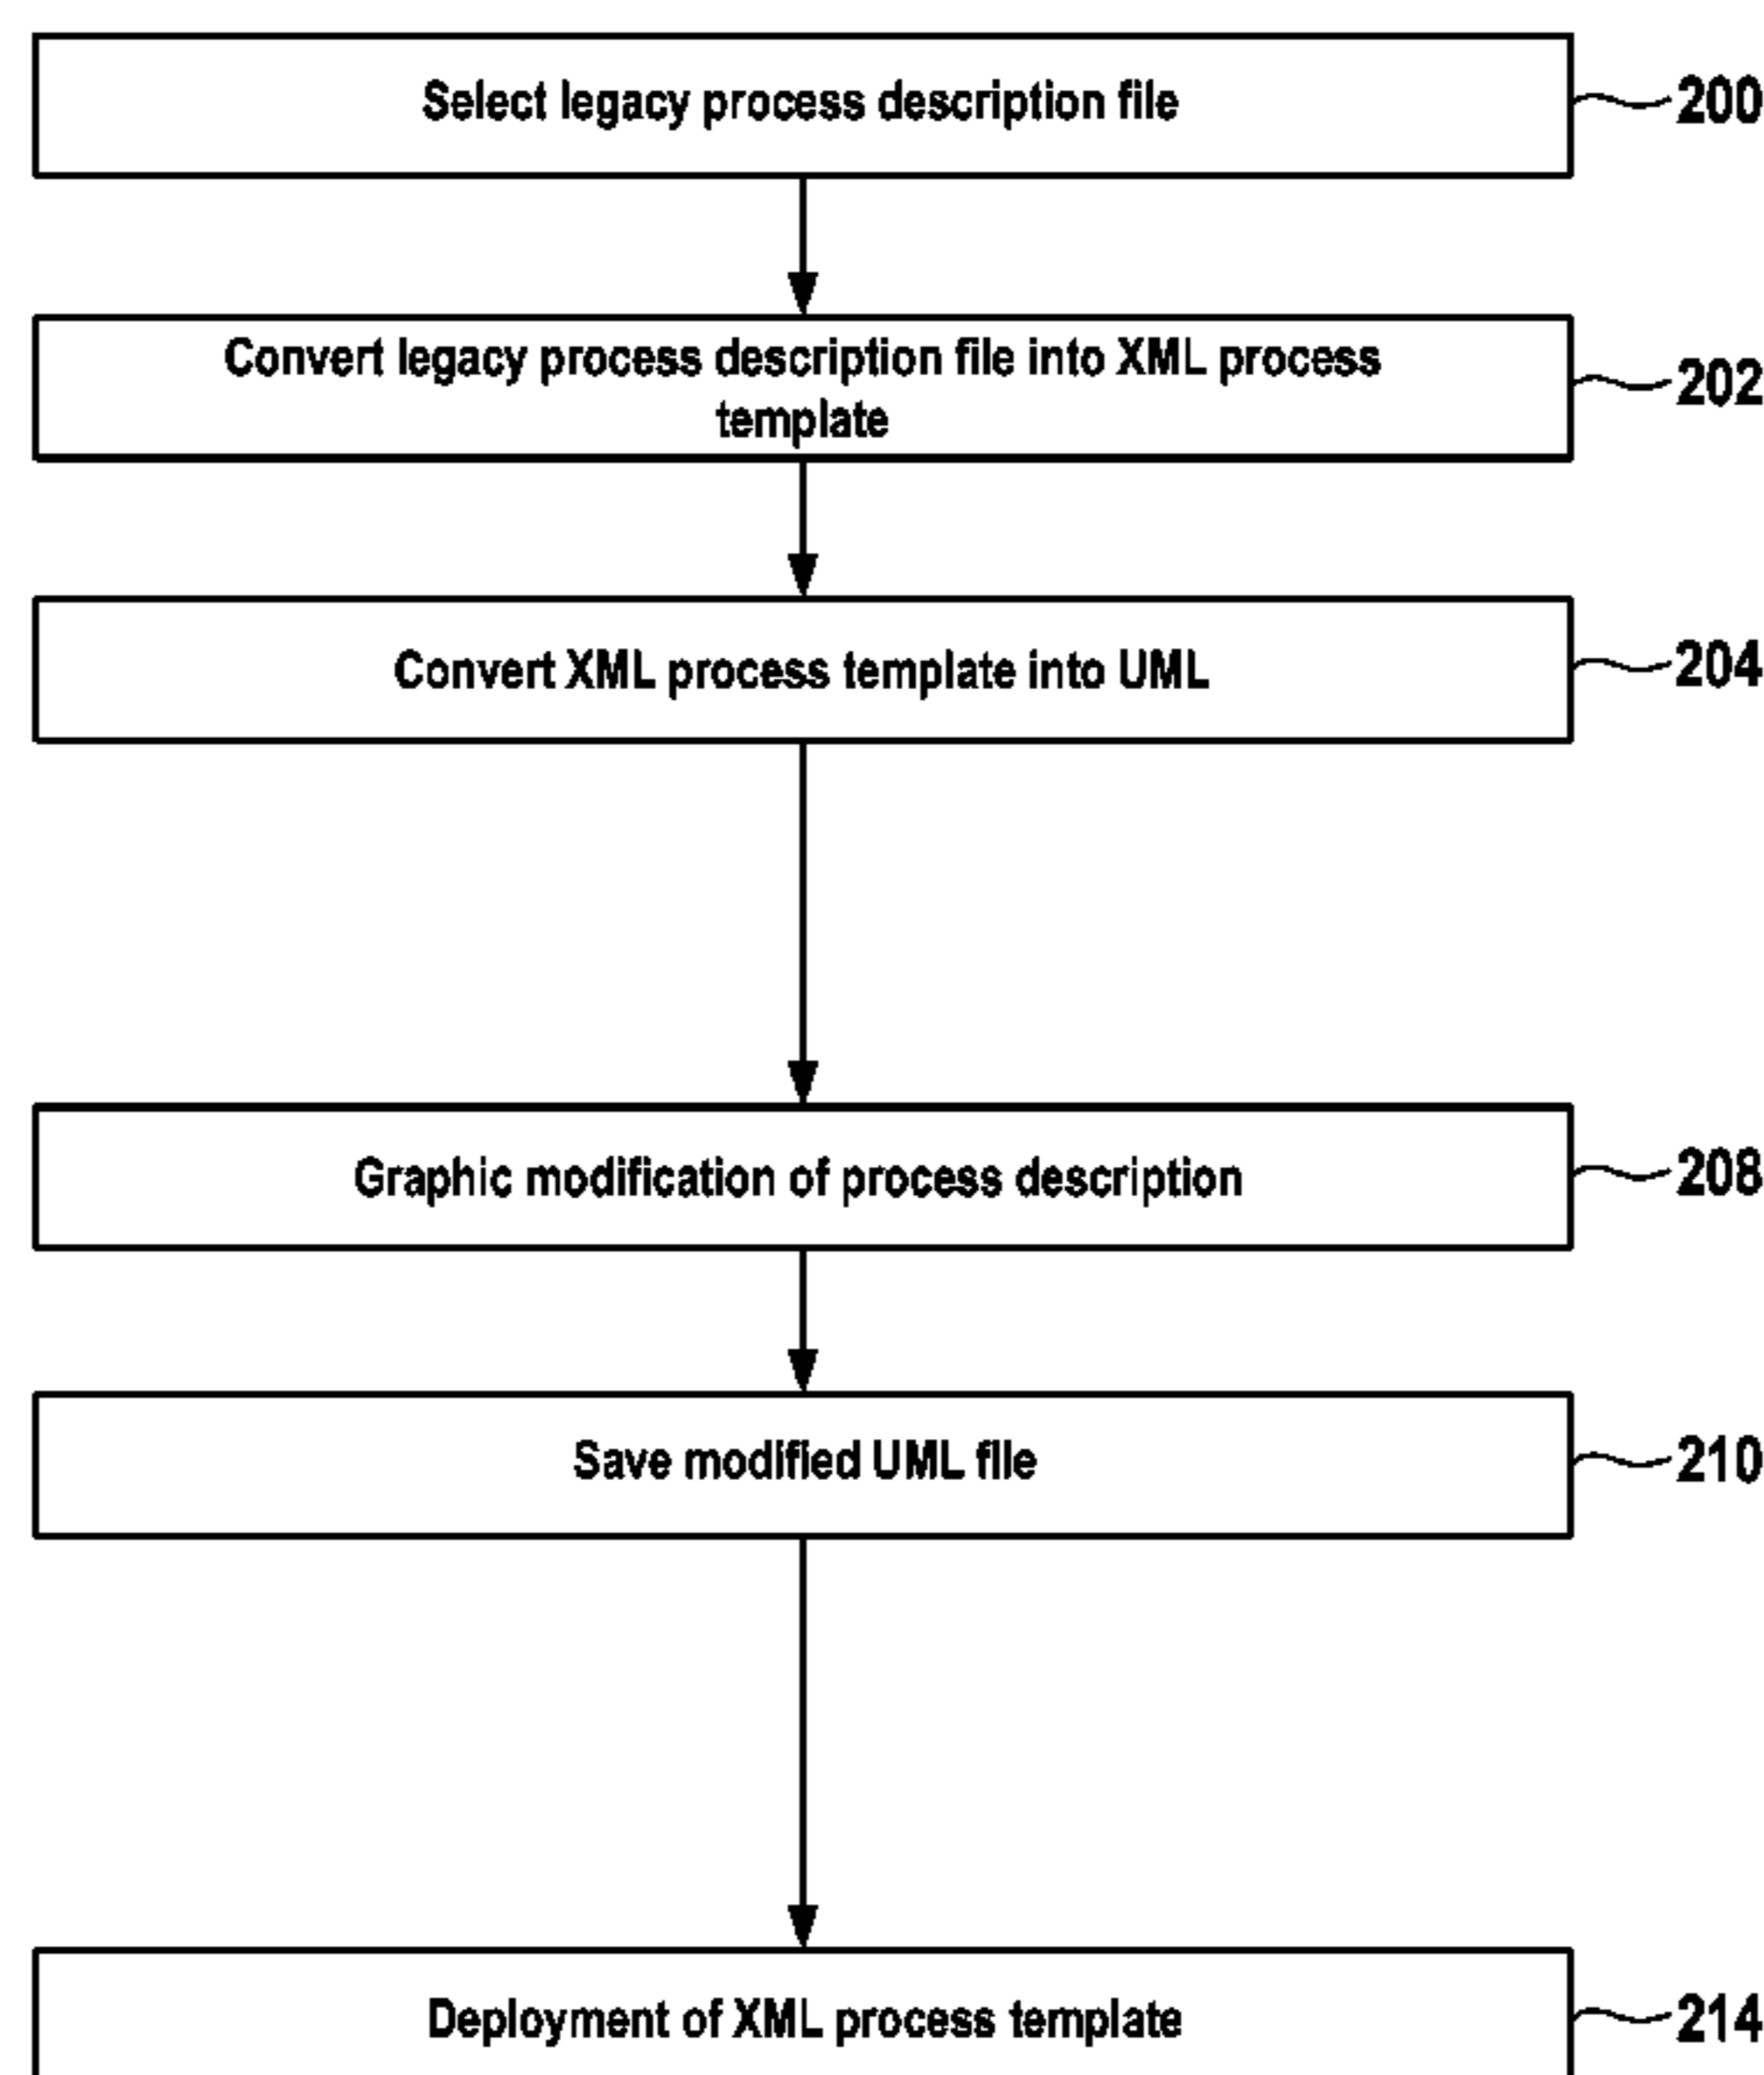 Select legacy process description file
200
Convert legacy process description file into XML process
template
202
Convert XML process template into UML
204
Graphic modification of process description
208
Save modified UML file
210
Deployment of XML process template
214